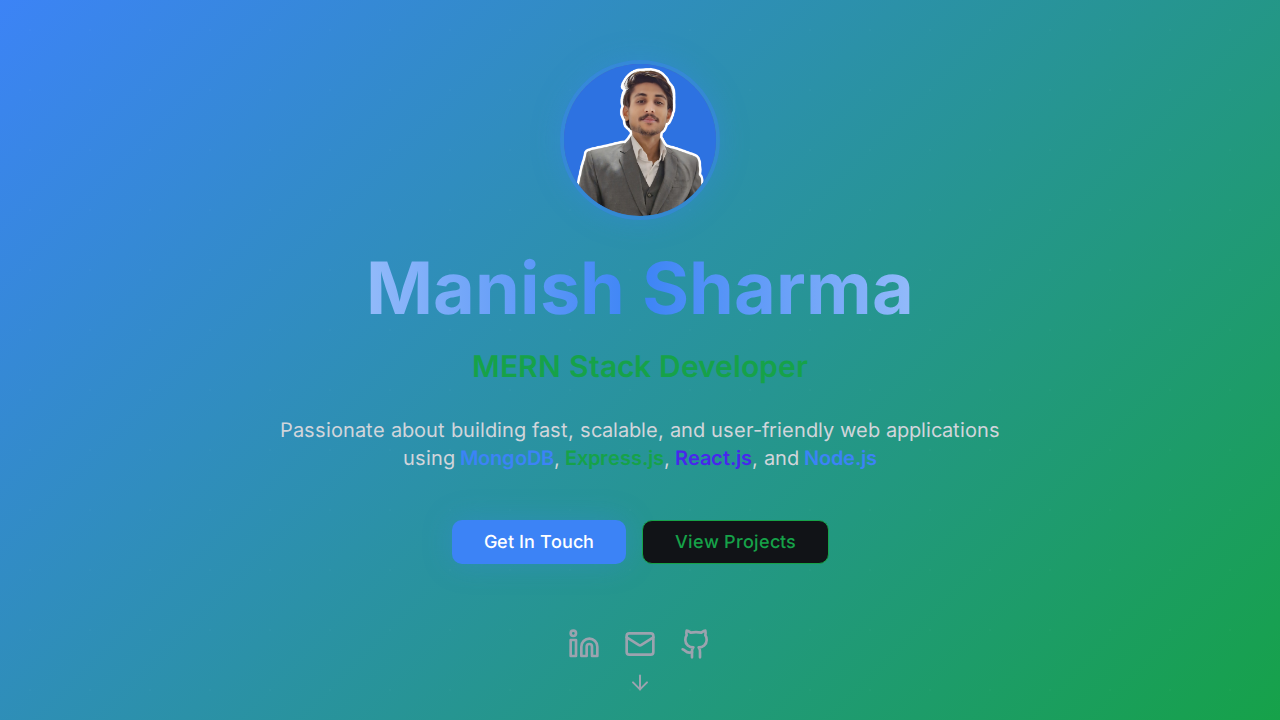 Manish Sharma
MERN Stack Developer
Passionate about building fast, scalable, and user-friendly web applications
using MongoDB, Express.js, React.js, and Node.js
Get In Touch
View Projects